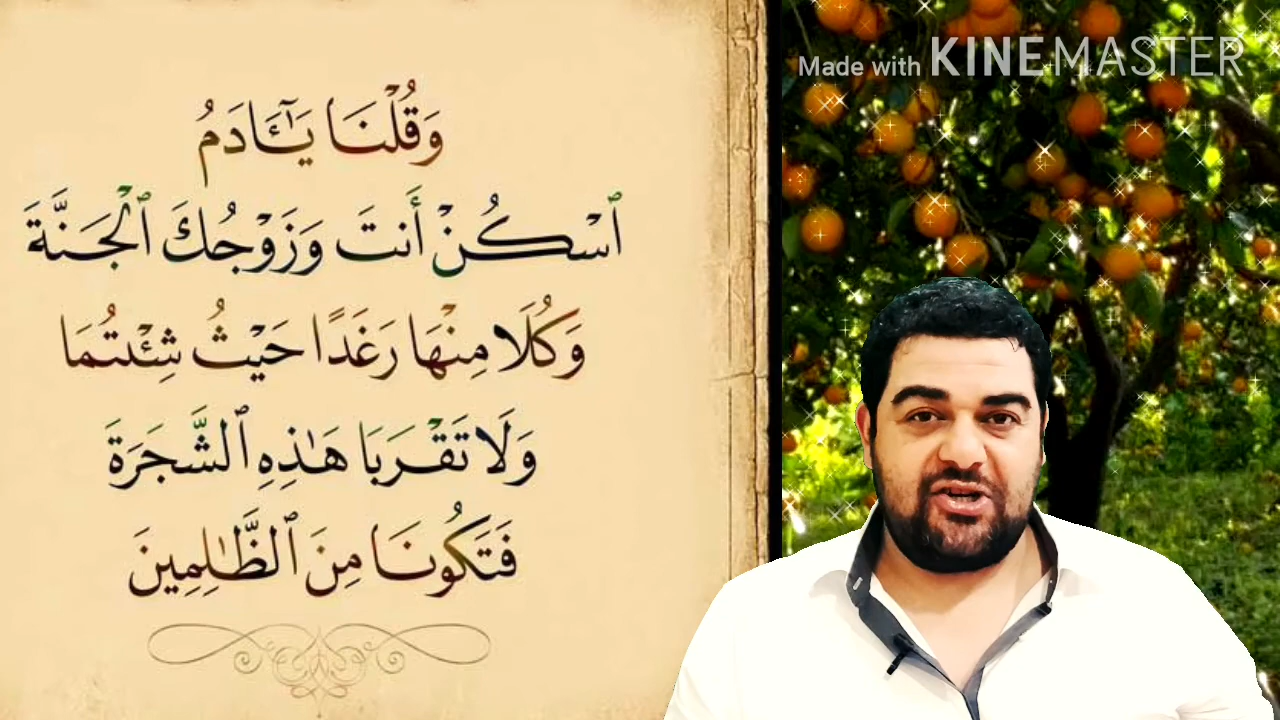 وَقُلْنَا يَـَٰٓـَٔادَمُ
ٱسْكُنْ أَنتَ وَزَوْجُكَ ٱلْجَنَّةَ
وَكُلَا مِنْهَا رَغَدًا حَيْثُ شِئْتُمَا
وَلَا تَقْرَبَا هَـٰذِهِ ٱلشَّجَرَةَ
فَتَكُونَا مِنَ ٱلظَّـٰلِمِينَ
Made with KINEMASTER